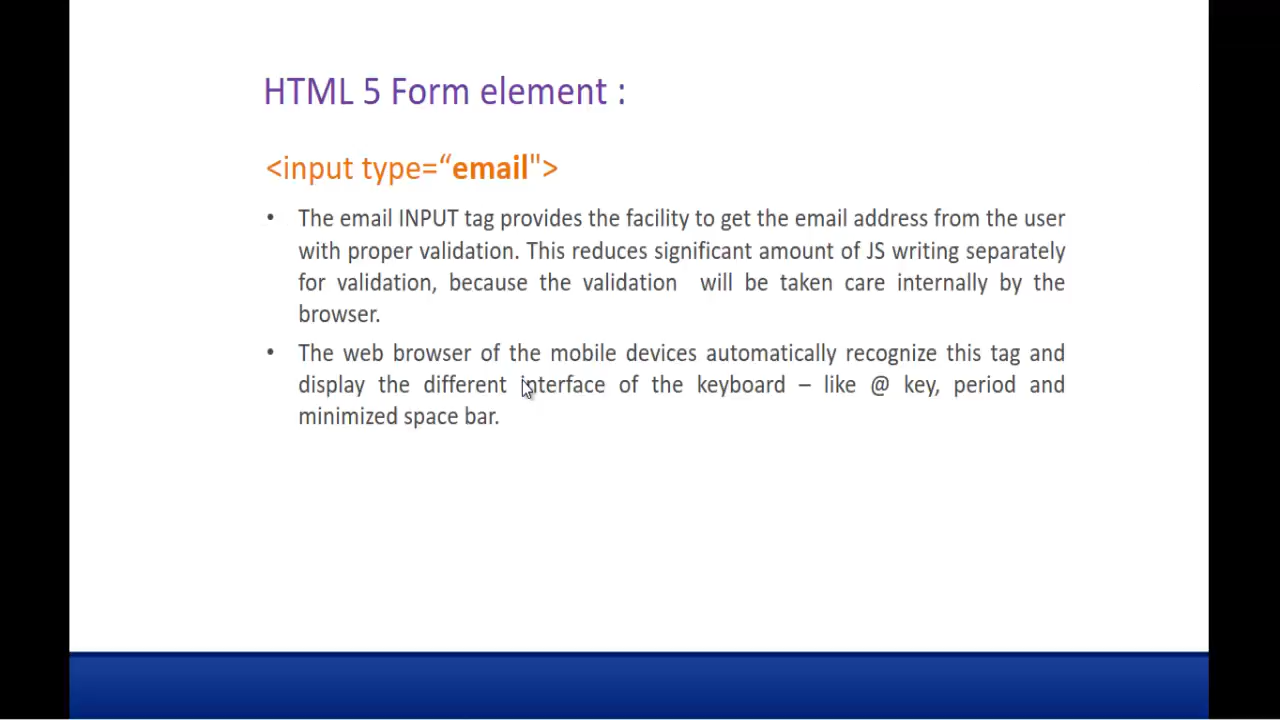 HTML 5 Form element :
<input type=“email">
• The email INPUT tag provides the facility to get the email address from the user
with proper validation. This reduces significant amount of JS writing separately
for validation, because the validation will be taken care internally by the
browser.
• The web browser of the mobile devices automatically recognize this tag and
display the different interface of the keyboard – like @ key, period and
minimized space bar.